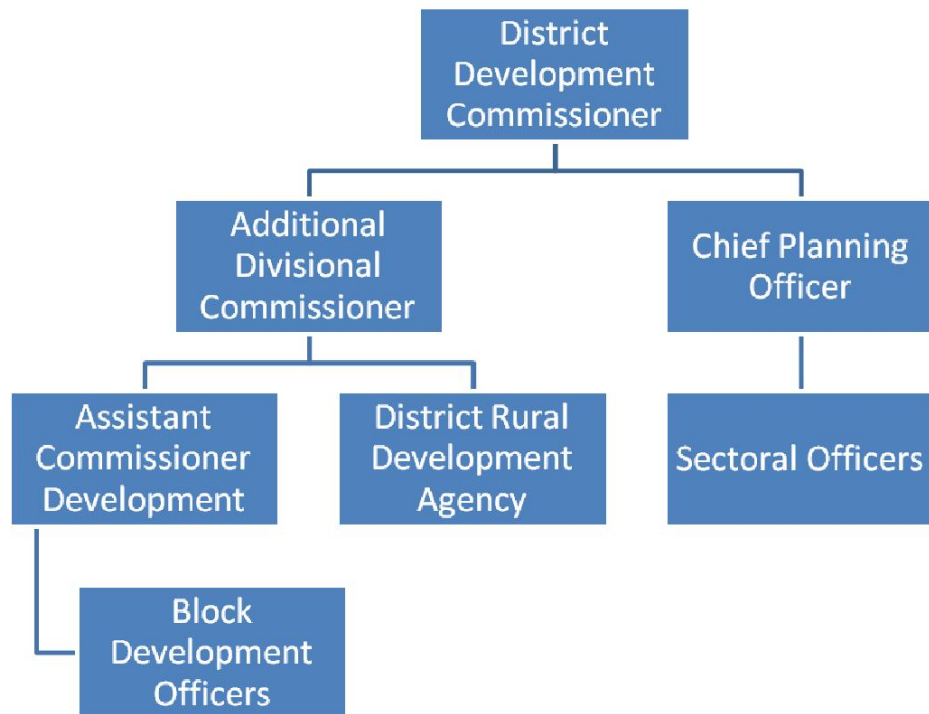 District
Development
Commissioner
Additional
Divisional
Commissioner
Chief Planning
Officer
Assistant
Commissioner
Development
District Rural
Development
Agency
Sectoral Officers
Block
Development
Officers